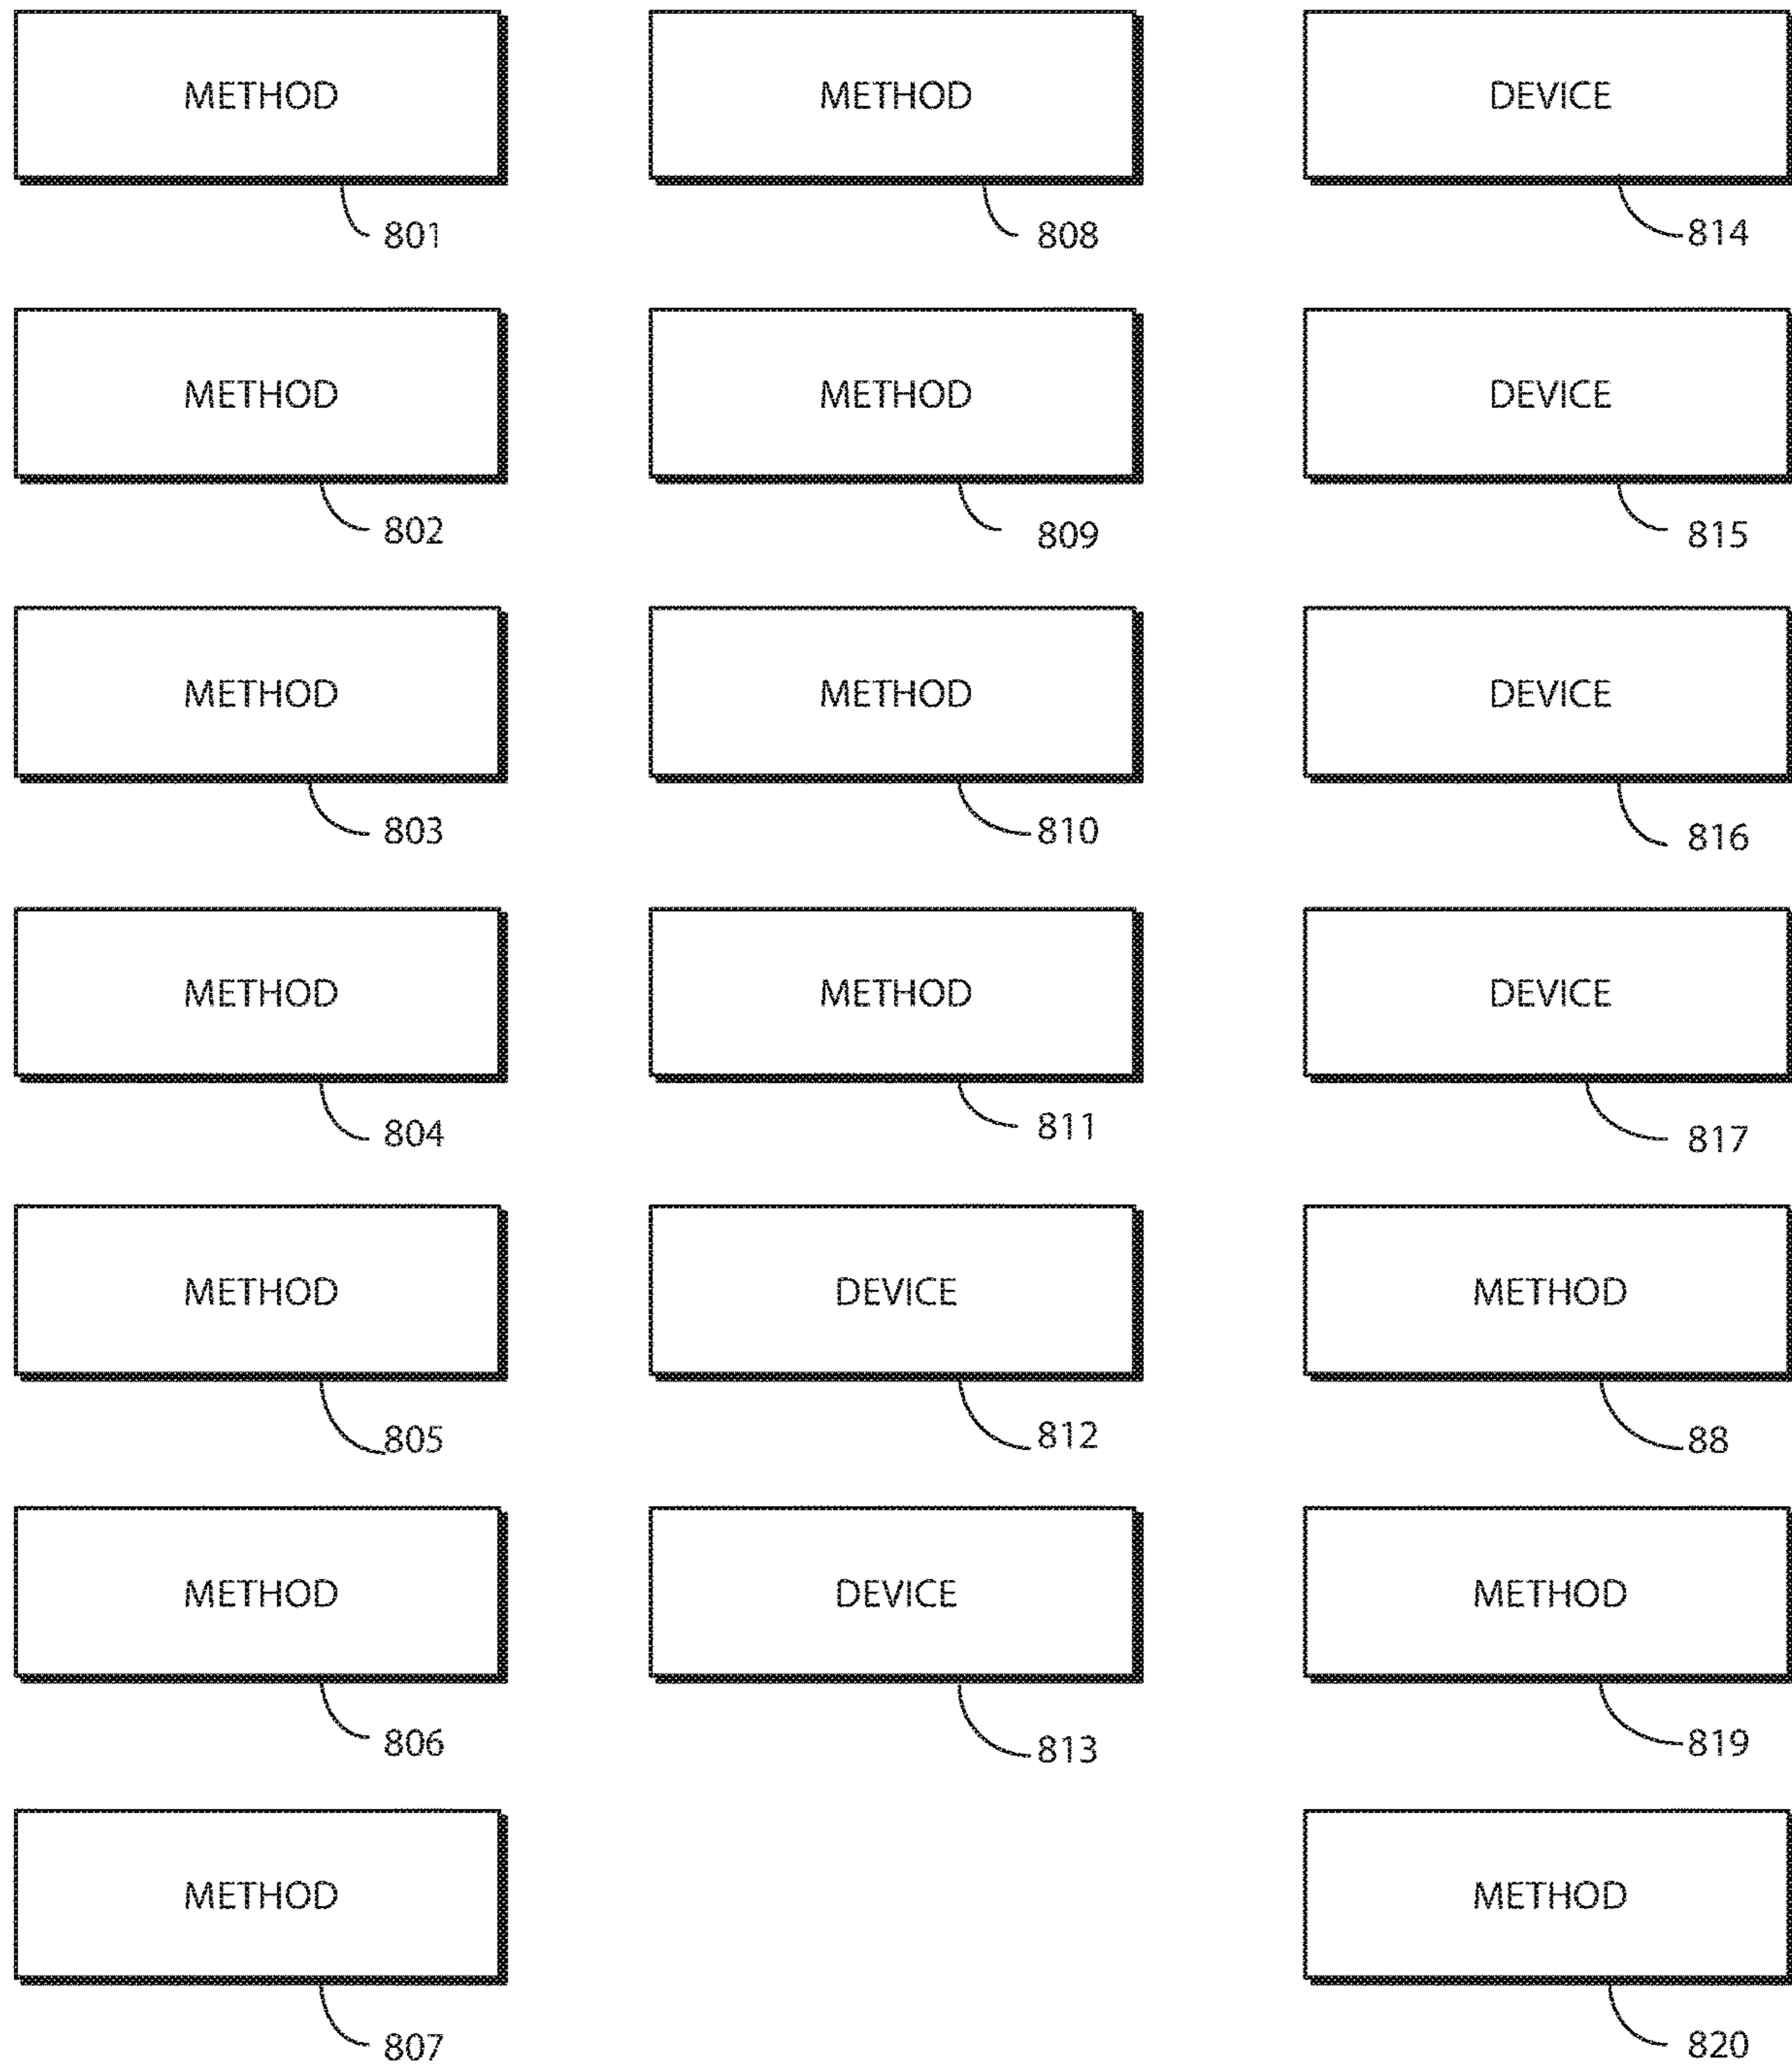 METHOD
801
METHOD
802
METHOD
803
METHOD
804
METHOD
805
METHOD
806
METHOD
807
METHOD
808
METHOD
809
METHOD
810
METHOD
811
DEVICE
812
DEVICE
813
DEVICE
814
DEVICE
815
DEVICE
816
DEVICE
817
METHOD
88
METHOD
819
METHOD
820